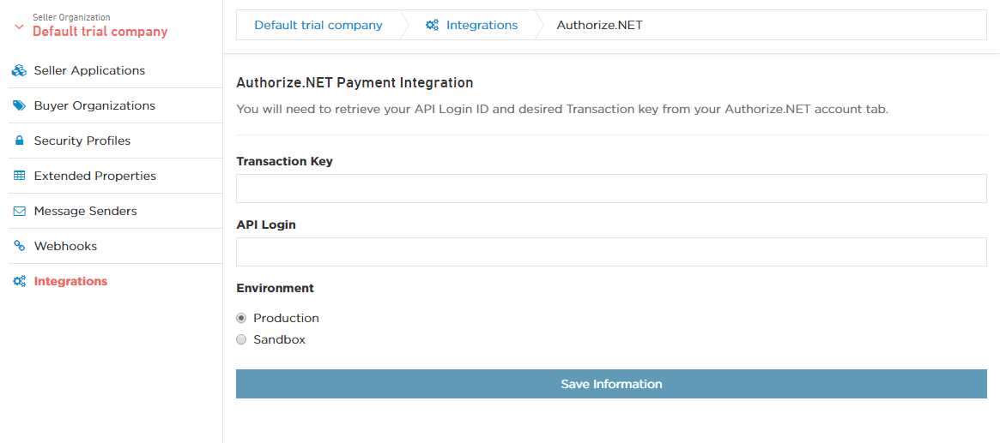 Seller Organization
Default trial company
Seller Applications
Buyer Organizations
Security Profiles
Extended Properties
Message Senders
Webhooks
Integrations
Default trial company Integrations Authorize.NET
Authorize.NET Payment Integration
You will need to retrieve your API Login ID and desired Transaction key from your Authorize.NET account tab.
Transaction Key
API Login
Environment
Production
Sandbox
Save Information